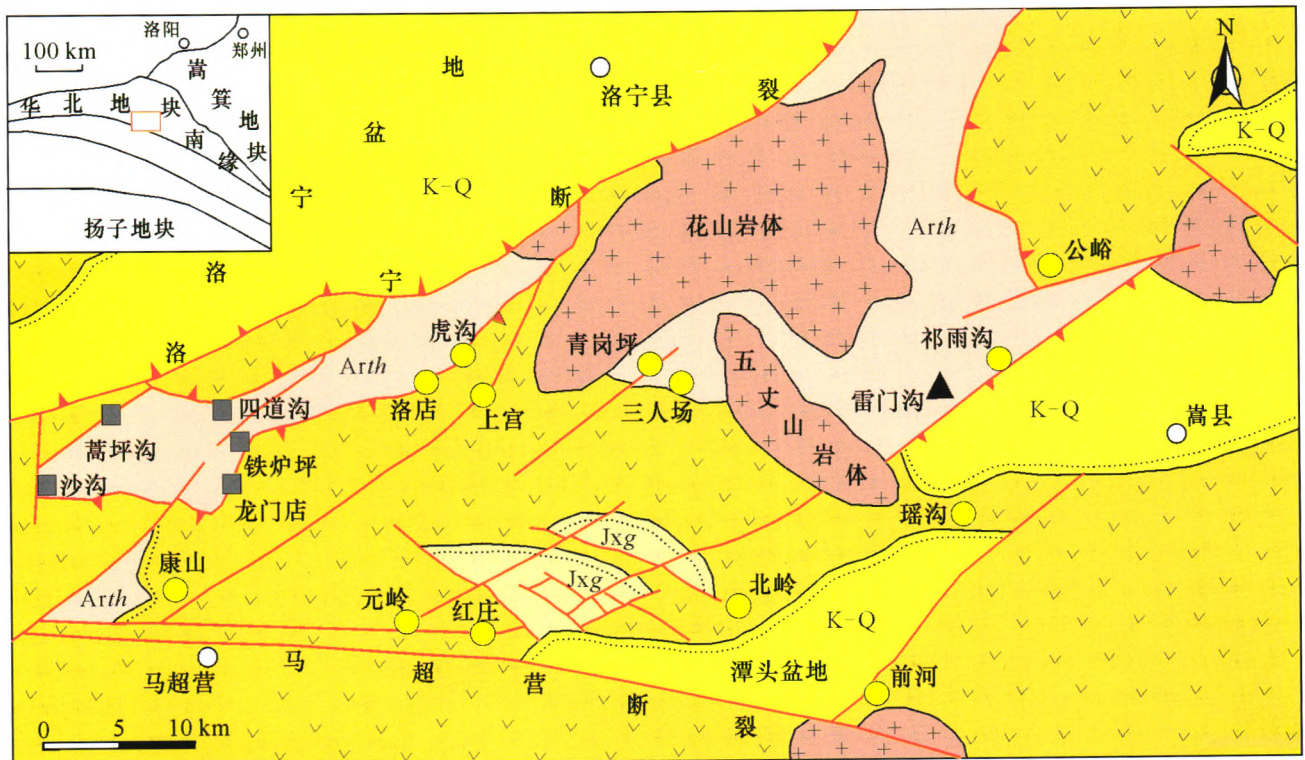 洛阳
郑州
100 km
嵩箕地块
华北地块南缘
扬子地块
N
洛宁县
洛宁盆地
K-Q
洛宁断裂
花山岩体
Arth
K-Q
公峪
虎沟
青岗坪
祁雨沟
Arth
五丈山岩体
四道沟
洛店
上宫
三人场
雷门沟
K-Q
嵩县
蒿坪沟
铁炉坪
沙沟
龙门店
瑶沟
Jxg
康山
Jxg
Arth
元岭
红庄
北岭
K-Q
马超营
马超营断裂
潭头盆地
前河
0 5 10 km